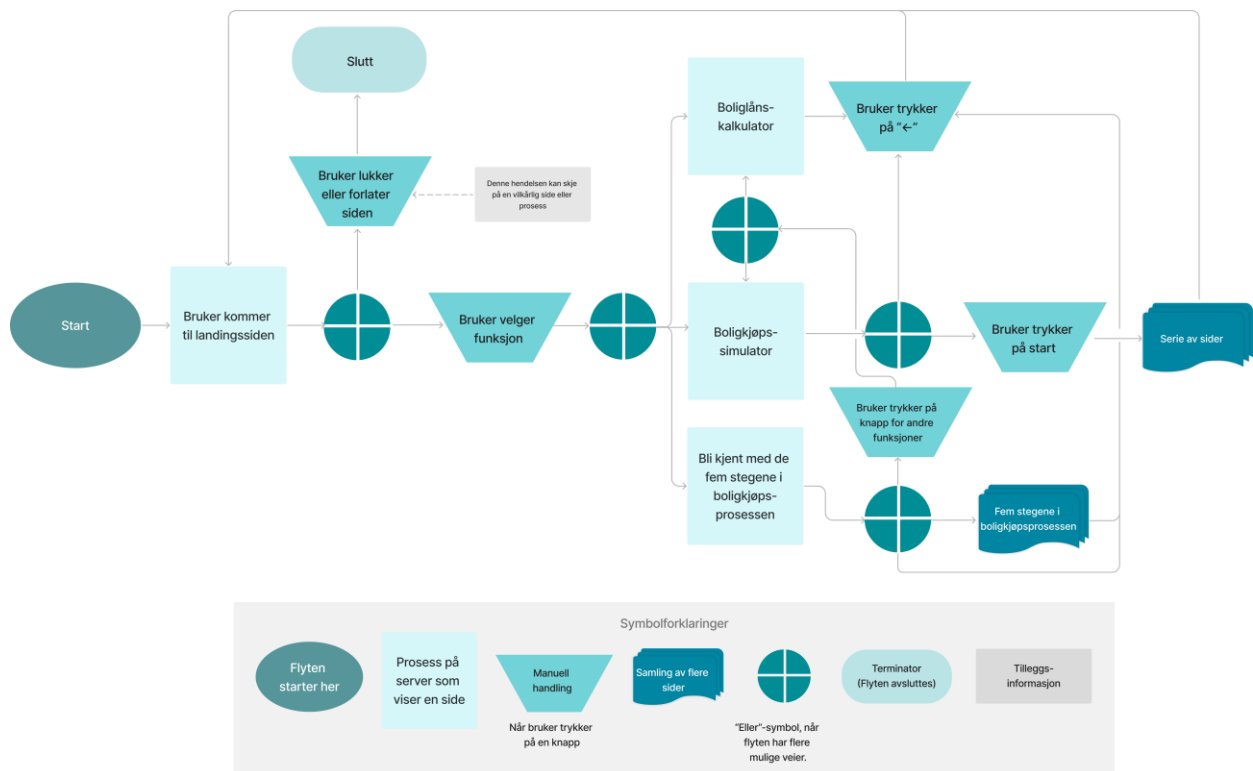 Slutt
Boliglåns-
kalkulator
Bruker trykker
på “←”
Bruker lukker
eller forlater
siden
Denne hendelsen kan skje
på en vilkårlig side eller
prosess
Start
Bruker kommer
til landingssiden
Bruker velger
funksjon
Boligkjøps-
simulator
Bruker trykker
på start
Serie av sider
Bruker trykker på
knapp for andre
funksjoner
Bli kjent med de
fem stegene i
boligkjøps-
prosessen
Fem stegene i
boligkjøpsprosessen
Symbolforklaringer
Flyten
starter her
Prosess på
server som
viser en side
Manuell
handling
Når bruker trykker
på en knapp
Samling av flere
sider
“Eller”-symbol, når
flyten har flere
mulige veier.
Terminator
(Flyten avsluttes)
Tilleggs-
informasjon